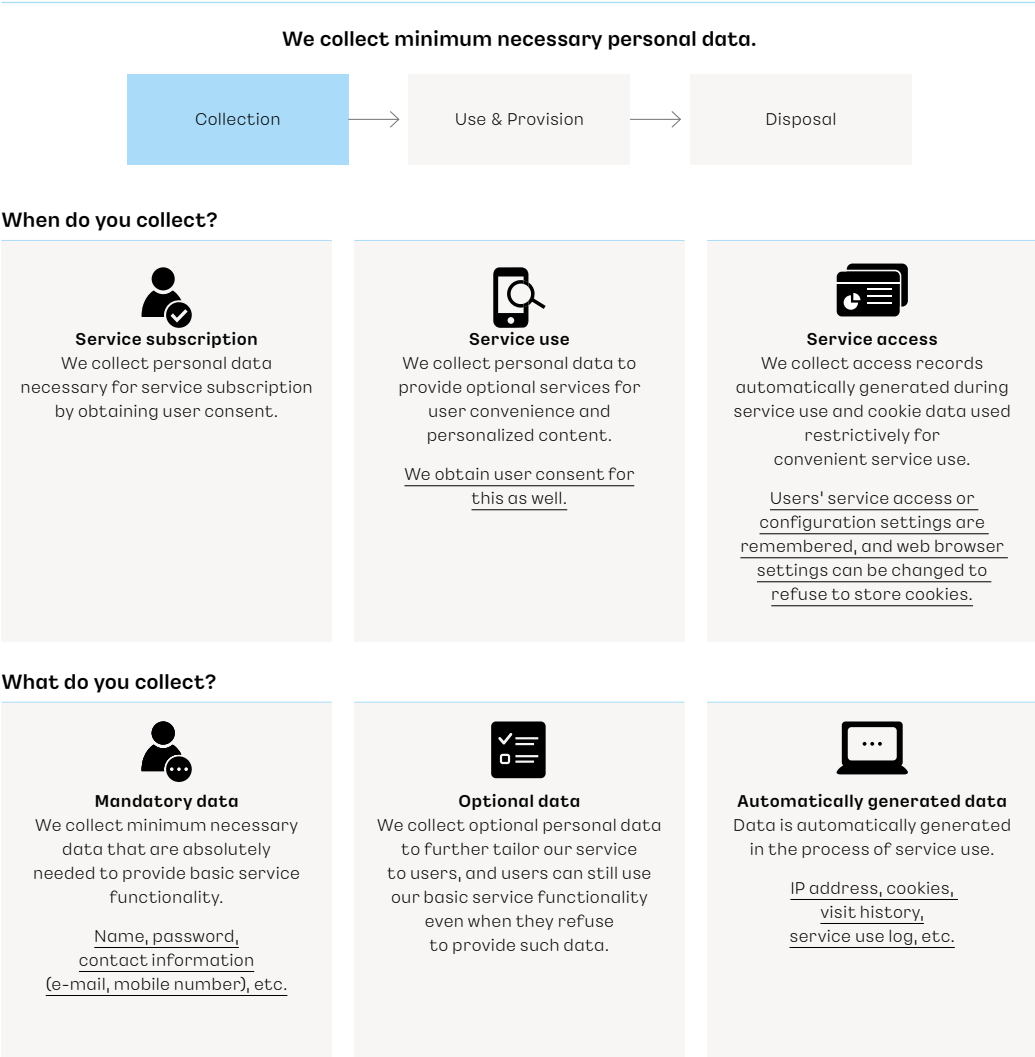 We collect minimum necessary personal data.
Collection
Use & Provision
Disposal
When do you collect?
Service subscription
We collect personal data
necessary for service subscription
by obtaining user consent.
Service use
We collect personal data to
provide optional services for
user convenience and
personalized content.
We obtain user consent for
this as well.
Service access
We collect access records
automatically generated during
service use and cookie data used
restrictively for
convenient service use.
Users' service access or
configuration settings are
remembered, and web browser
settings can be changed to
refuse to store cookies.
What do you collect?
Mandatory data
We collect minimum necessary
data that are absolutely
needed to provide basic service
functionality.
Name, password,
contact information
(e-mail, mobile number), etc.
Optional data
We collect optional personal data
to further tailor our service
to users, and users can still use
our basic service functionality
even when they refuse
to provide such data.
Automatically generated data
Data is automatically generated
in the process of service use.
IP address, cookies,
visit history,
service use log, etc.